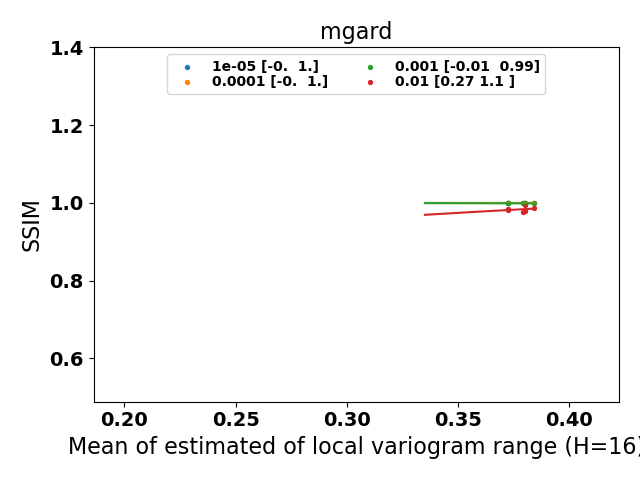 mgard
1e-05 [-0.  1.]
0.0001 [-0.  1.]
0.001 [-0.01  0.99]
0.01 [0.27 1.1 ]
SSIM
1.4
1.2
1.0
0.8
0.6
0.20 0.25 0.30 0.35 0.40
Mean of estimated of local variogram range (H=16)